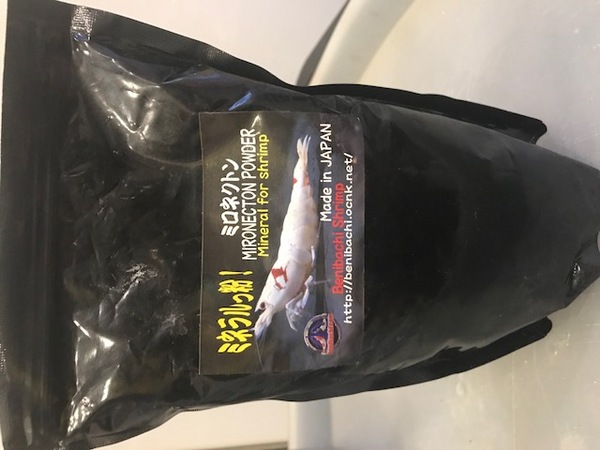 ミネラルっ粉!
ミロネクトン
MIRONECTON POWDER
Mineral for shrimp
Made in JAPAN
Benibachi Shrimp
http://benibachi.ocnk.net/